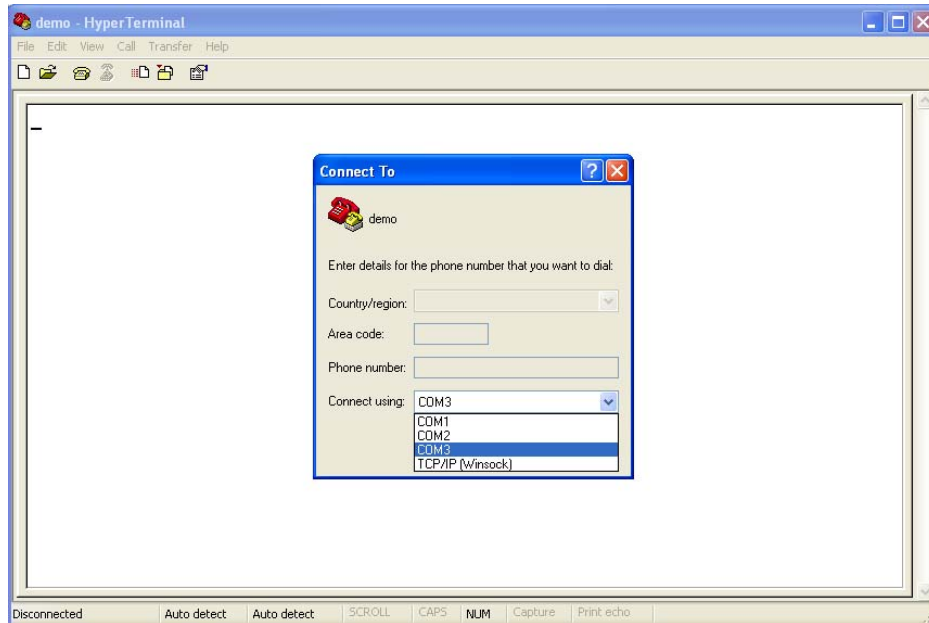 demo - HyperTerminal
File Edit View Call Transfer Help
Connect To
demo
Enter details for the phone number that you want to dial:
Country/region:
Area code:
Phone number:
Connect using: COM3
COM1
COM2
COM3
TCP/IP (Winsock)
Disconnected Auto detect Auto detect SCROLL CAPS NUM Capture Print echo